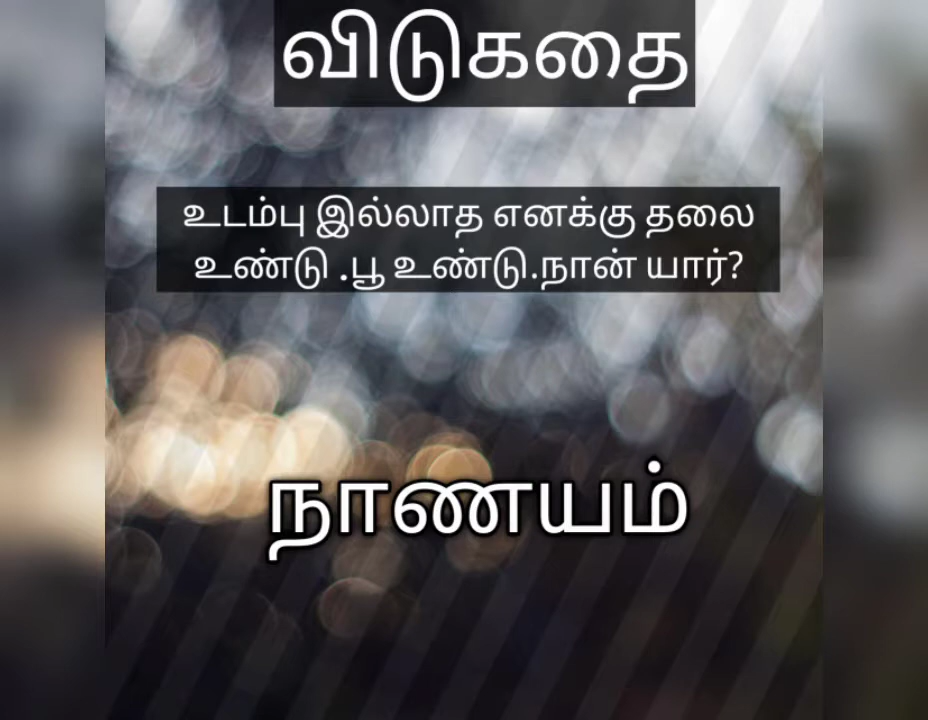 விடுகதை
உடம்பு இல்லாத எனக்கு தலை
உண்டு .பூ உண்டு.நான் யார்?
நாணயம்